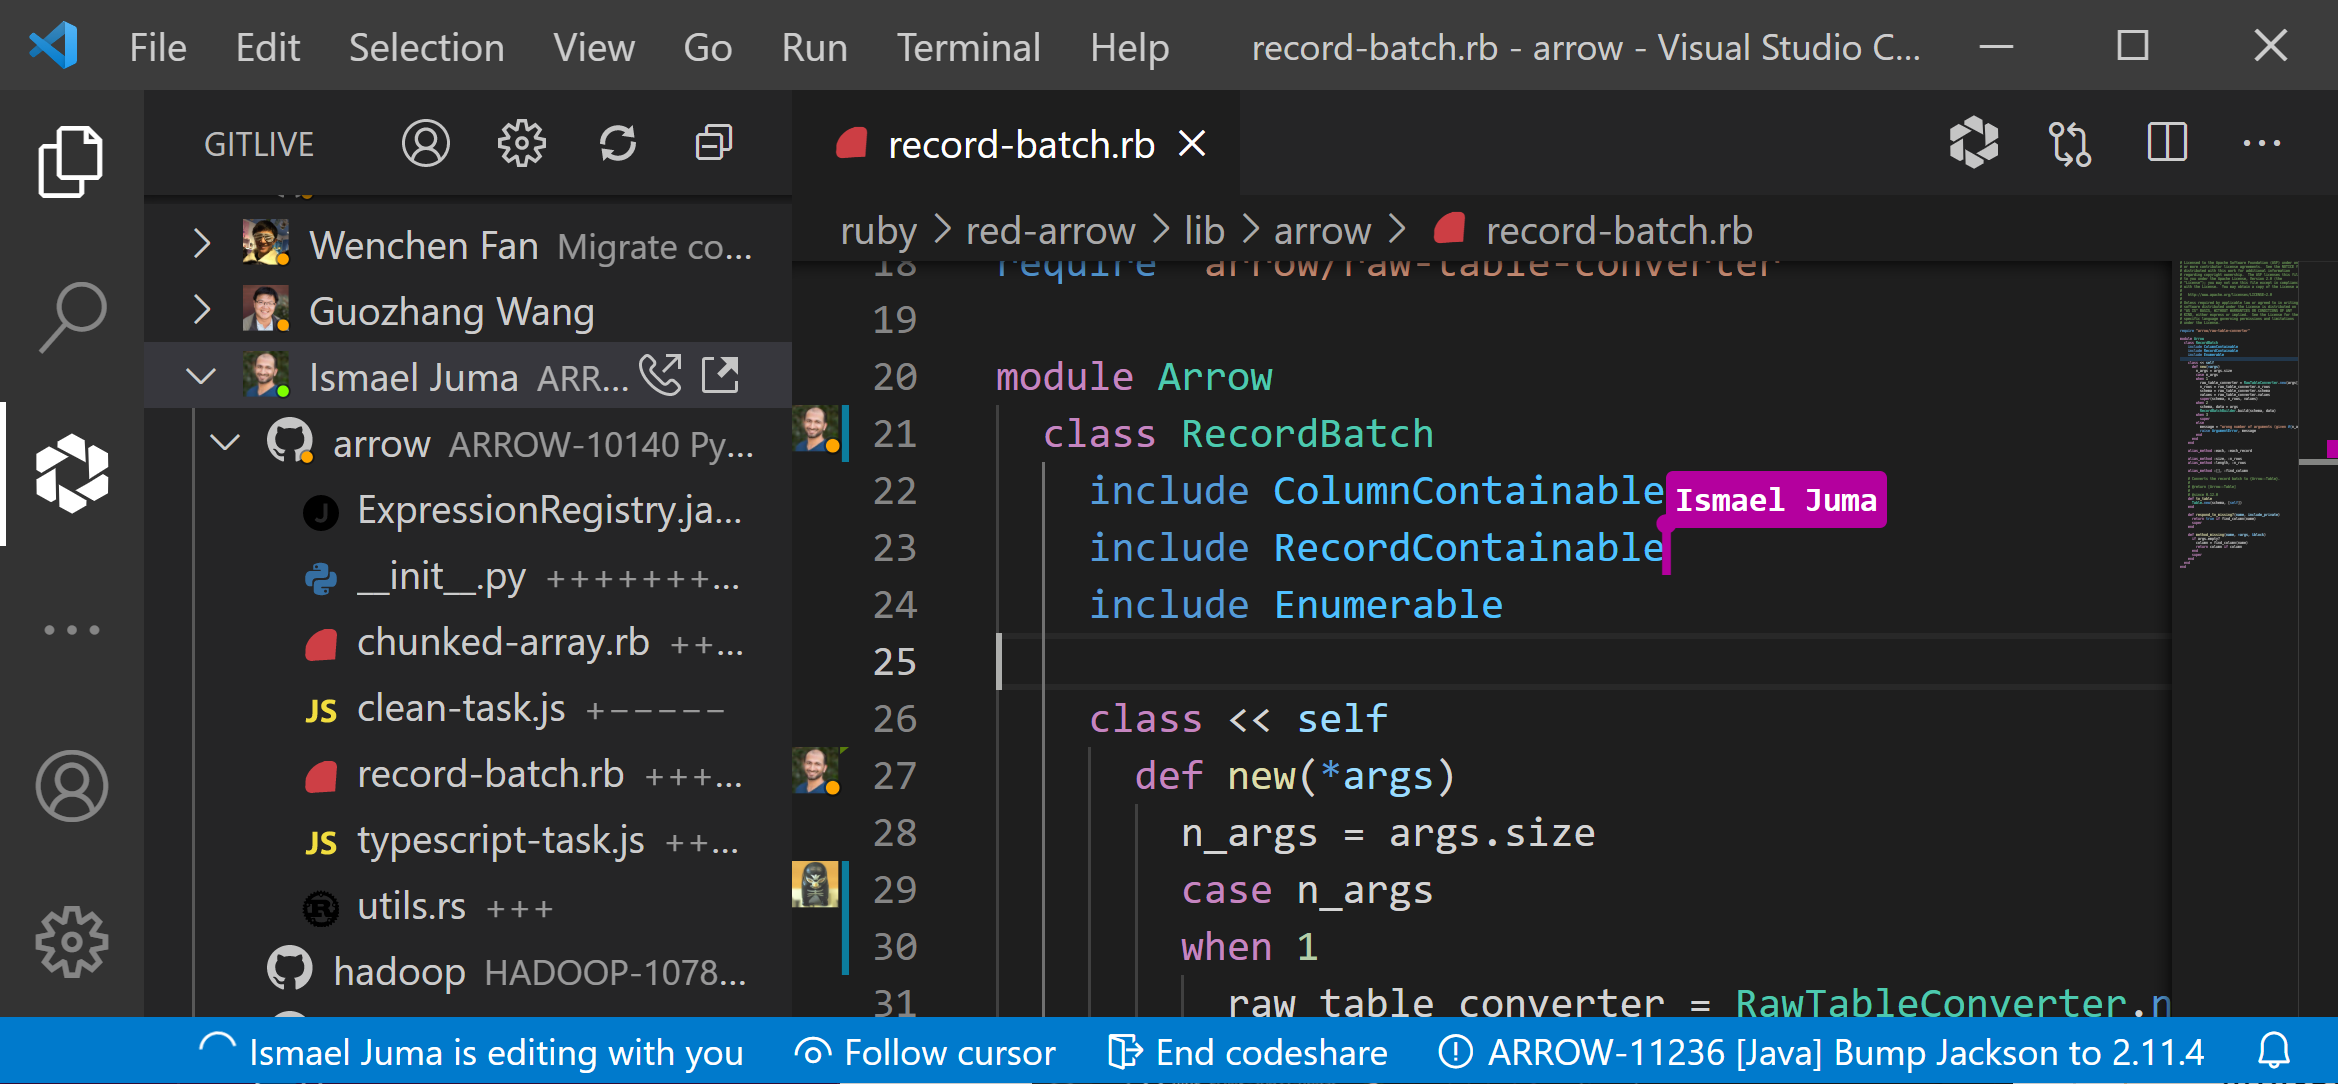 File Edit Selection View Go Run Terminal Help record-batch.rb - arrow - Visual Studio C...
GITLIVE
record-batch.rb
ruby > red-arrow > lib > arrow > record-batch.rb
Wenchen Fan Migrate co...
Guozhang Wang
Ismael Juma ARR...
arrow ARROW-10140 Py...
J ExpressionRegistry.ja...
__init__.py +++++++...
chunked-array.rb ++...
JS clean-task.js +-----
record-batch.rb +++...
JS typescript-task.js ++...
R utils.rs +++
hadoop HADOOP-1078...
18 require arrow/raw-table-converter
19
20 module Arrow
21 class RecordBatch
22 include ColumnContainable
Ismael Juma
23 include RecordContainable
24 include Enumerable
25
26 class << self
27 def new(*args)
28 n_args = args.size
29 case n_args
30 when 1
31 raw_table_converter = RawTableConverter.n
Ismael Juma is editing with you Follow cursor End codeshare ARROW-11236 [Java] Bump Jackson to 2.11.4